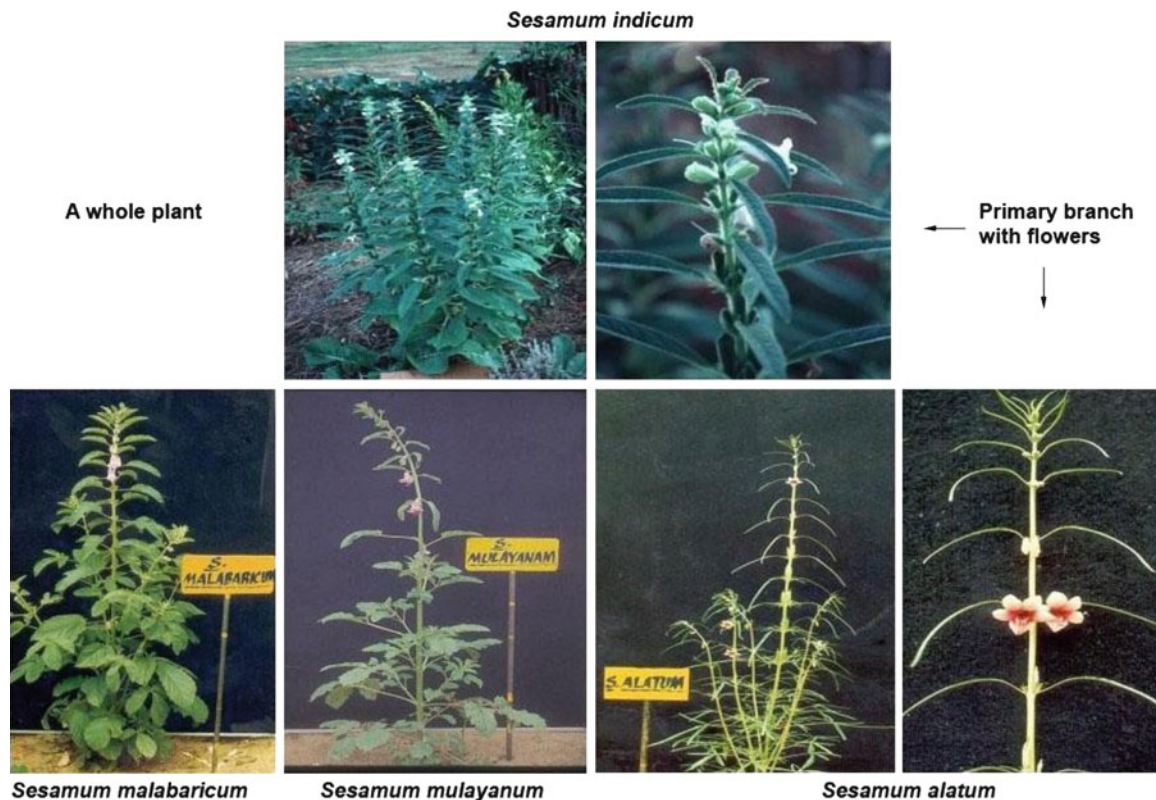 Sesamum indicum
A whole plant
Primary branch
with flowers
S.
MALABARICUM
S.
MULAYANAM
S. ALATUM
Sesamum malabaricum
Sesamum mulayanum
Sesamum alatum